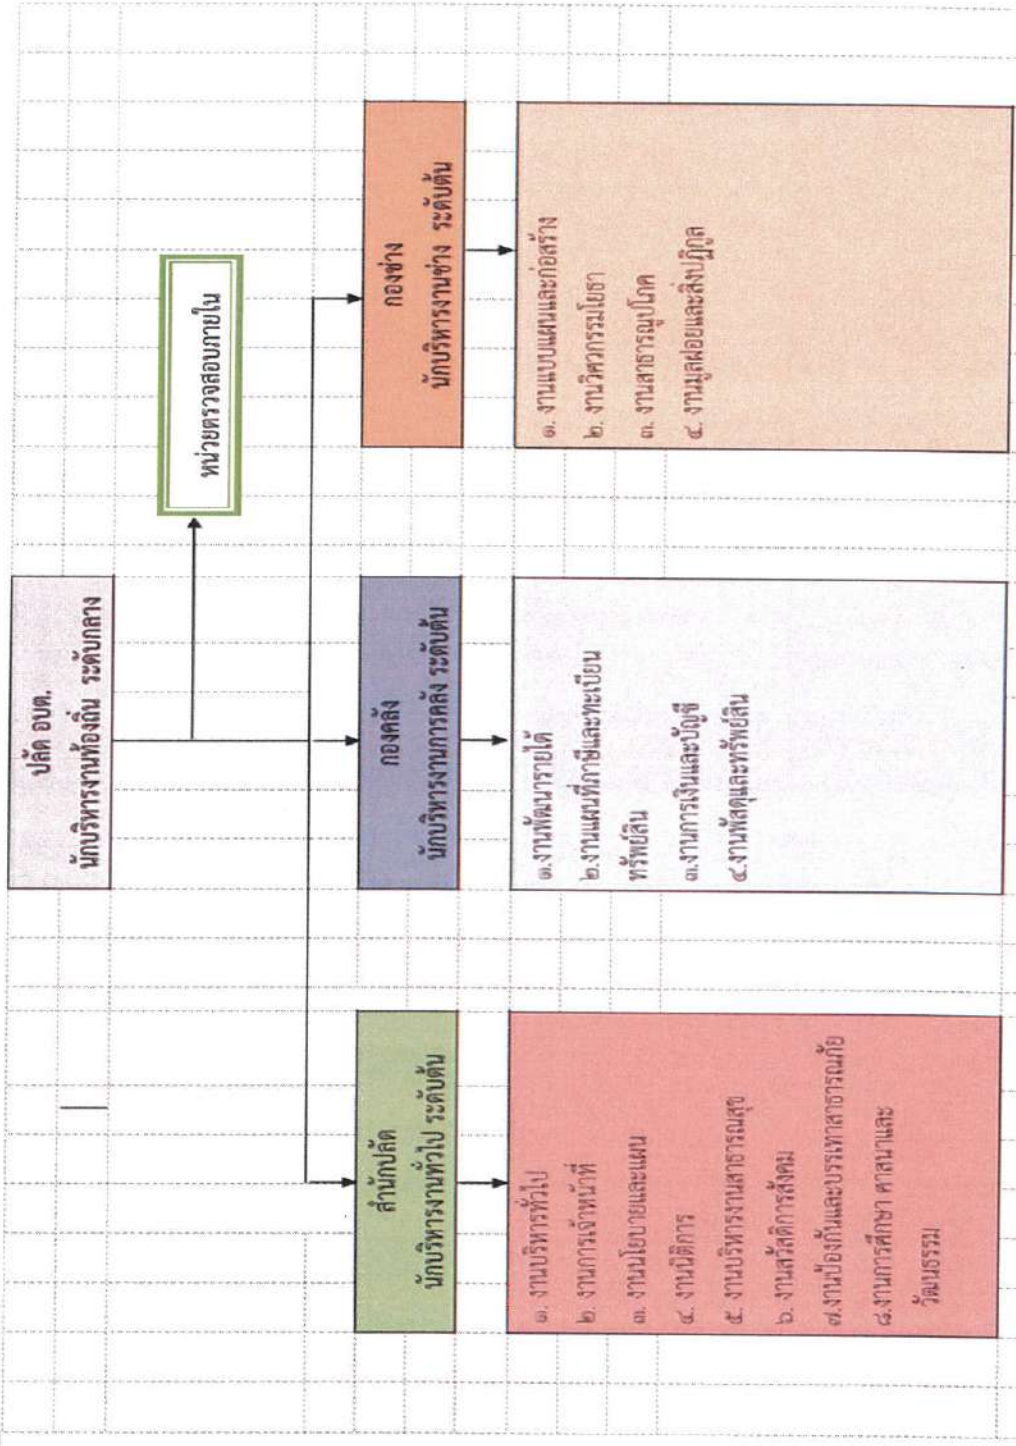 ปลัด อบต.
นักบริหารงานท้องถิ่น ระดับกลาง
หน่วยตรวจสอบภายใน
สำนักปลัด
นักบริหารงานทั่วไป ระดับต้น
๑. งานบริหารทั่วไป
๒. งานการเจ้าหน้าที่
๓. งานนโยบายและแผน
๔. งานนิติการ
๕. งานบริหารงานสาธารณสุข
๖. งานสวัสดิการสังคม
๗.งานป้องกันและบรรเทาสาธารณภัย
๘.งานการศึกษา ศาสนาและ
วัฒนธรรม
กองคลัง
นักบริหารงานการคลัง ระดับต้น
๑.งานพัฒนารายได้
๒.งานแผนที่ภาษีและทะเบียน
ทรัพย์สิน
๓.งานการเงินและบัญชี
๔.งานพัสดุและทรัพย์สิน
กองช่าง
นักบริหารงานช่าง ระดับต้น
๑. งานแบบแผนและก่อสร้าง
๒. งานวิศวกรรมโยธา
๓. งานสาธารณูปโภค
๔. งานมูลฝอยและสิ่งปฏิกูล